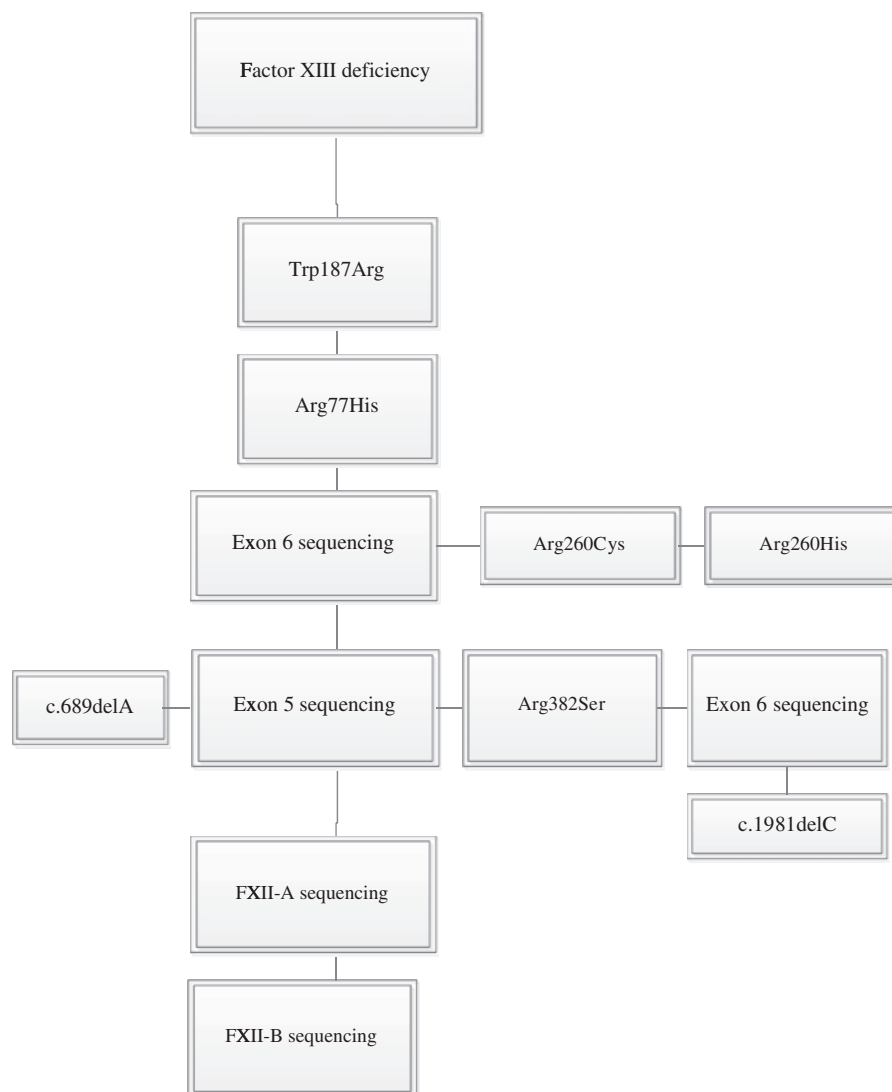 Factor XIII deficiency
Trp187Arg
Arg77His
Exon 6 sequencing
Arg260Cys
Arg260His
c.689delA
Exon 5 sequencing
Arg382Ser
Exon 6 sequencing
c.1981delC
FXII-A sequencing
FXII-B sequencing